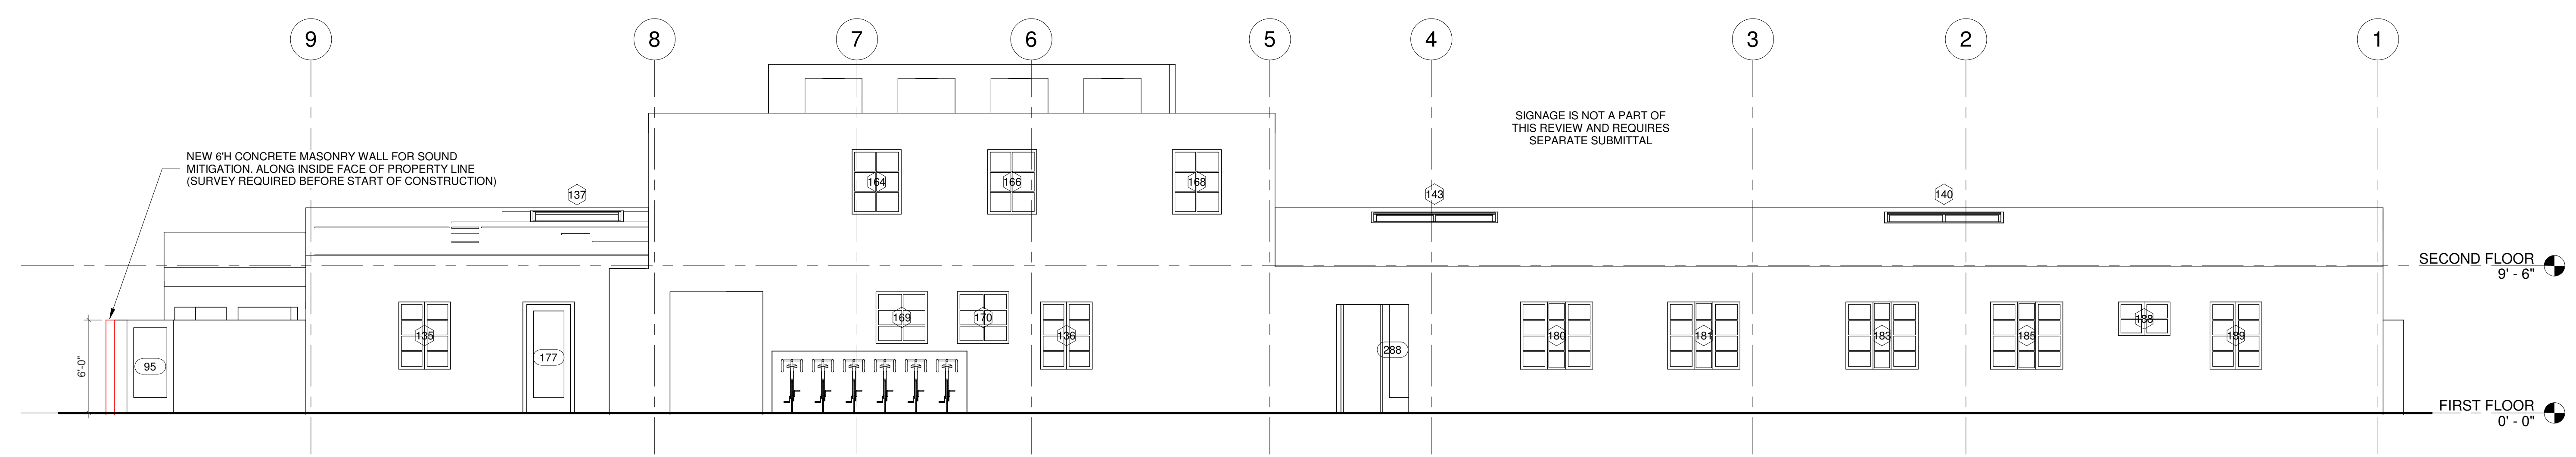 9 8 7 6 5 4 3 2 1
SIGNAGE IS NOT A PART OF
THIS REVIEW AND REQUIRES
SEPARATE SUBMITTAL
NEW 6'H CONCRETE MASONRY WALL FOR SOUND
MITIGATION. ALONG INSIDE FACE OF PROPERTY LINE
(SURVEY REQUIRED BEFORE START OF CONSTRUCTION)
164 166 168
137 143 140
SECOND FLOOR
9' - 6"
169 170 188
135 136 180 181 183 185 189
177 288
95
6'-0"
FIRST FLOOR
0' - 0"